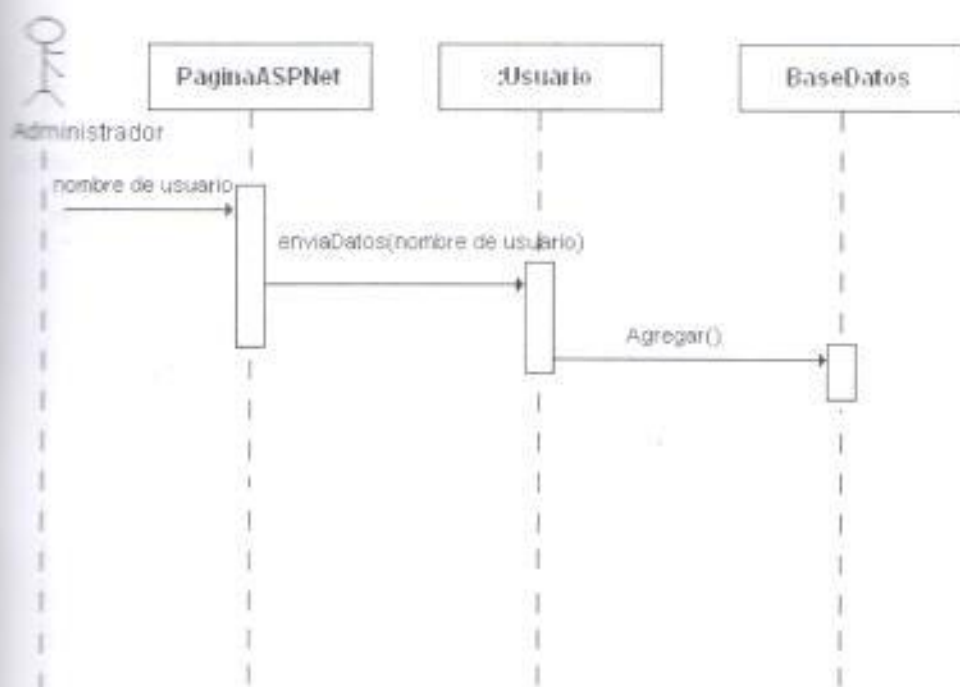 PaginaASPNet
:Usuario
BaseDatos
Administrador
nombre de usuario
enviaDatos(nombre de usuario)
Agregar()